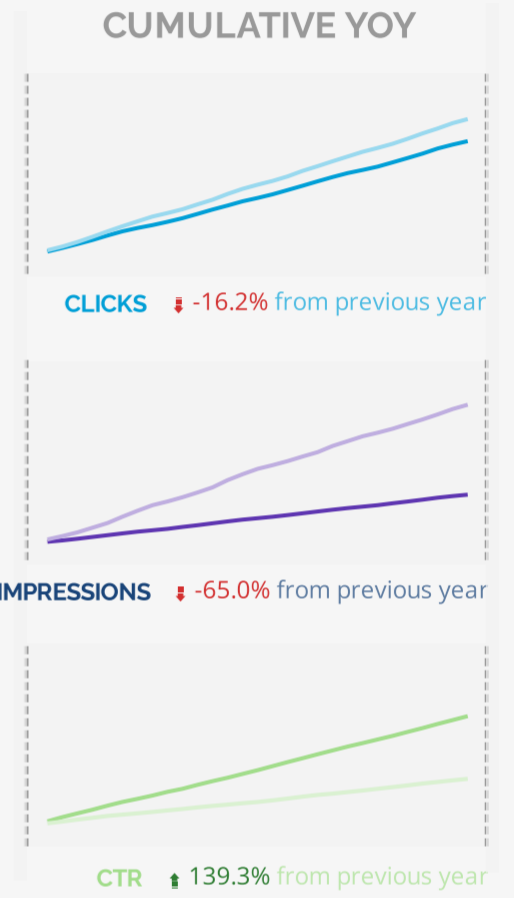 CUMULATIVE YOY
CLICKS -16.2% from previous year
IMPRESSIONS -65.0% from previous year
CTR 139.3% from previous year